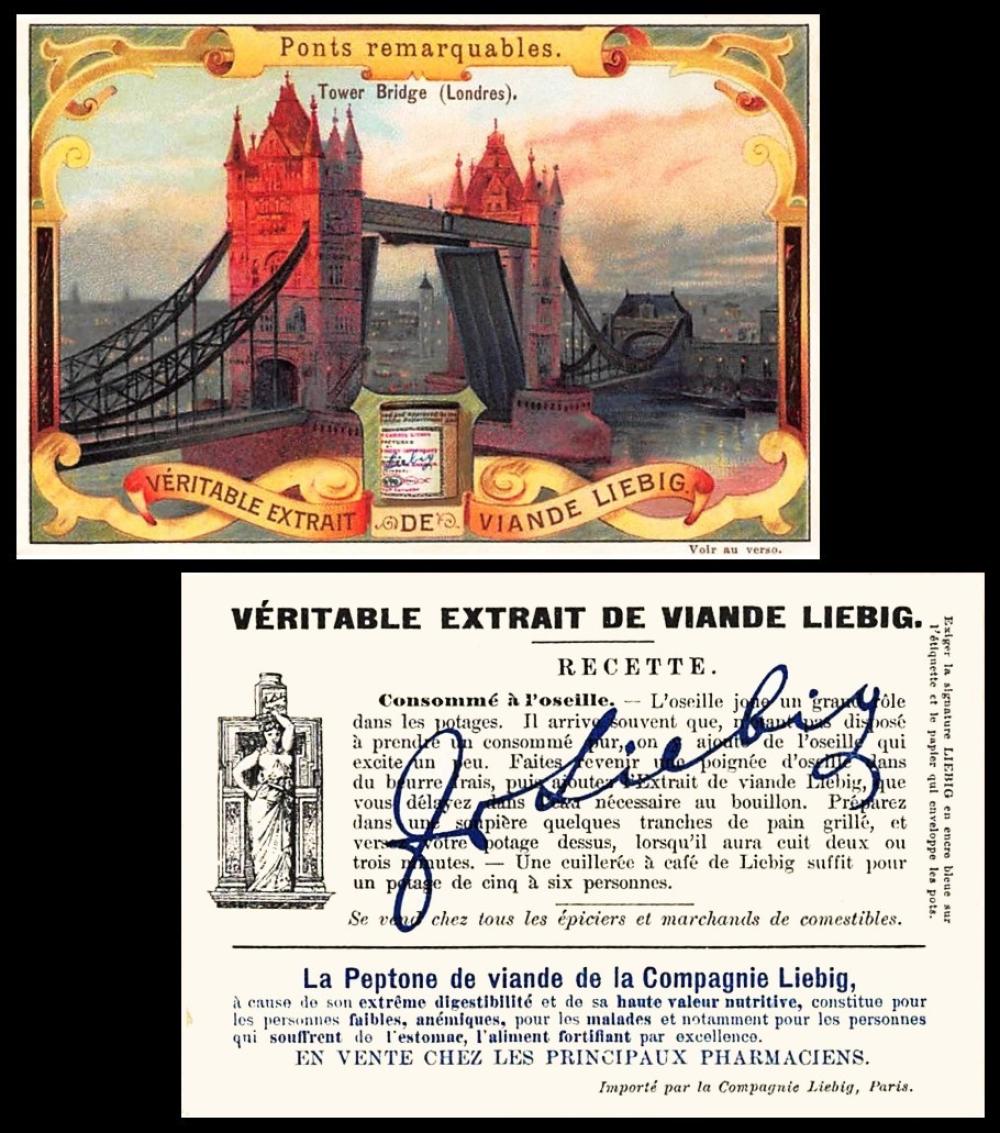 Ponts remarquables.
Tower Bridge (Londres).
VÉRITABLE EXTRAIT DE VIANDE LIEBIG.
Voir au verso.
VÉRITABLE EXTRAIT DE VIANDE LIEBIG.
RECETTE.
Consommé à l'oseille. — L'oseille joue un grand rôle
dans les potages. Il arrive souvent que, n'étant pas disposé
à prendre un consommé pur, on y ajoute de l'oseille qui
excite un peu. Faites revenir une poignée d'oseille dans
du beurre frais, puis ajoutez l'Extrait de viande Liebig, que
vous délayez dans l'eau nécessaire au bouillon. Préparez
dans une soupière quelques tranches de pain grillé, et
versez votre potage dessus, lorsqu'il aura cuit deux ou
trois minutes. — Une cuillerée à café de Liebig suffit pour
un potage de cinq à six personnes.
Se vend chez tous les épiciers et marchands de comestibles.
Exiger la signature LIEBIG en encre bleue sur
l'étiquette et le papier qui enveloppe les pots.
La Peptone de viande de la Compagnie Liebig,
à cause de son extrême digestibilité et de sa haute valeur nutritive, constitue pour
les personnes faibles, anémiques, pour les malades et notamment pour les personnes
qui souffrent de l'estomac, l'aliment fortifiant par excellence.
EN VENTE CHEZ LES PRINCIPAUX PHARMACIENS.
Importé par la Compagnie Liebig, Paris.